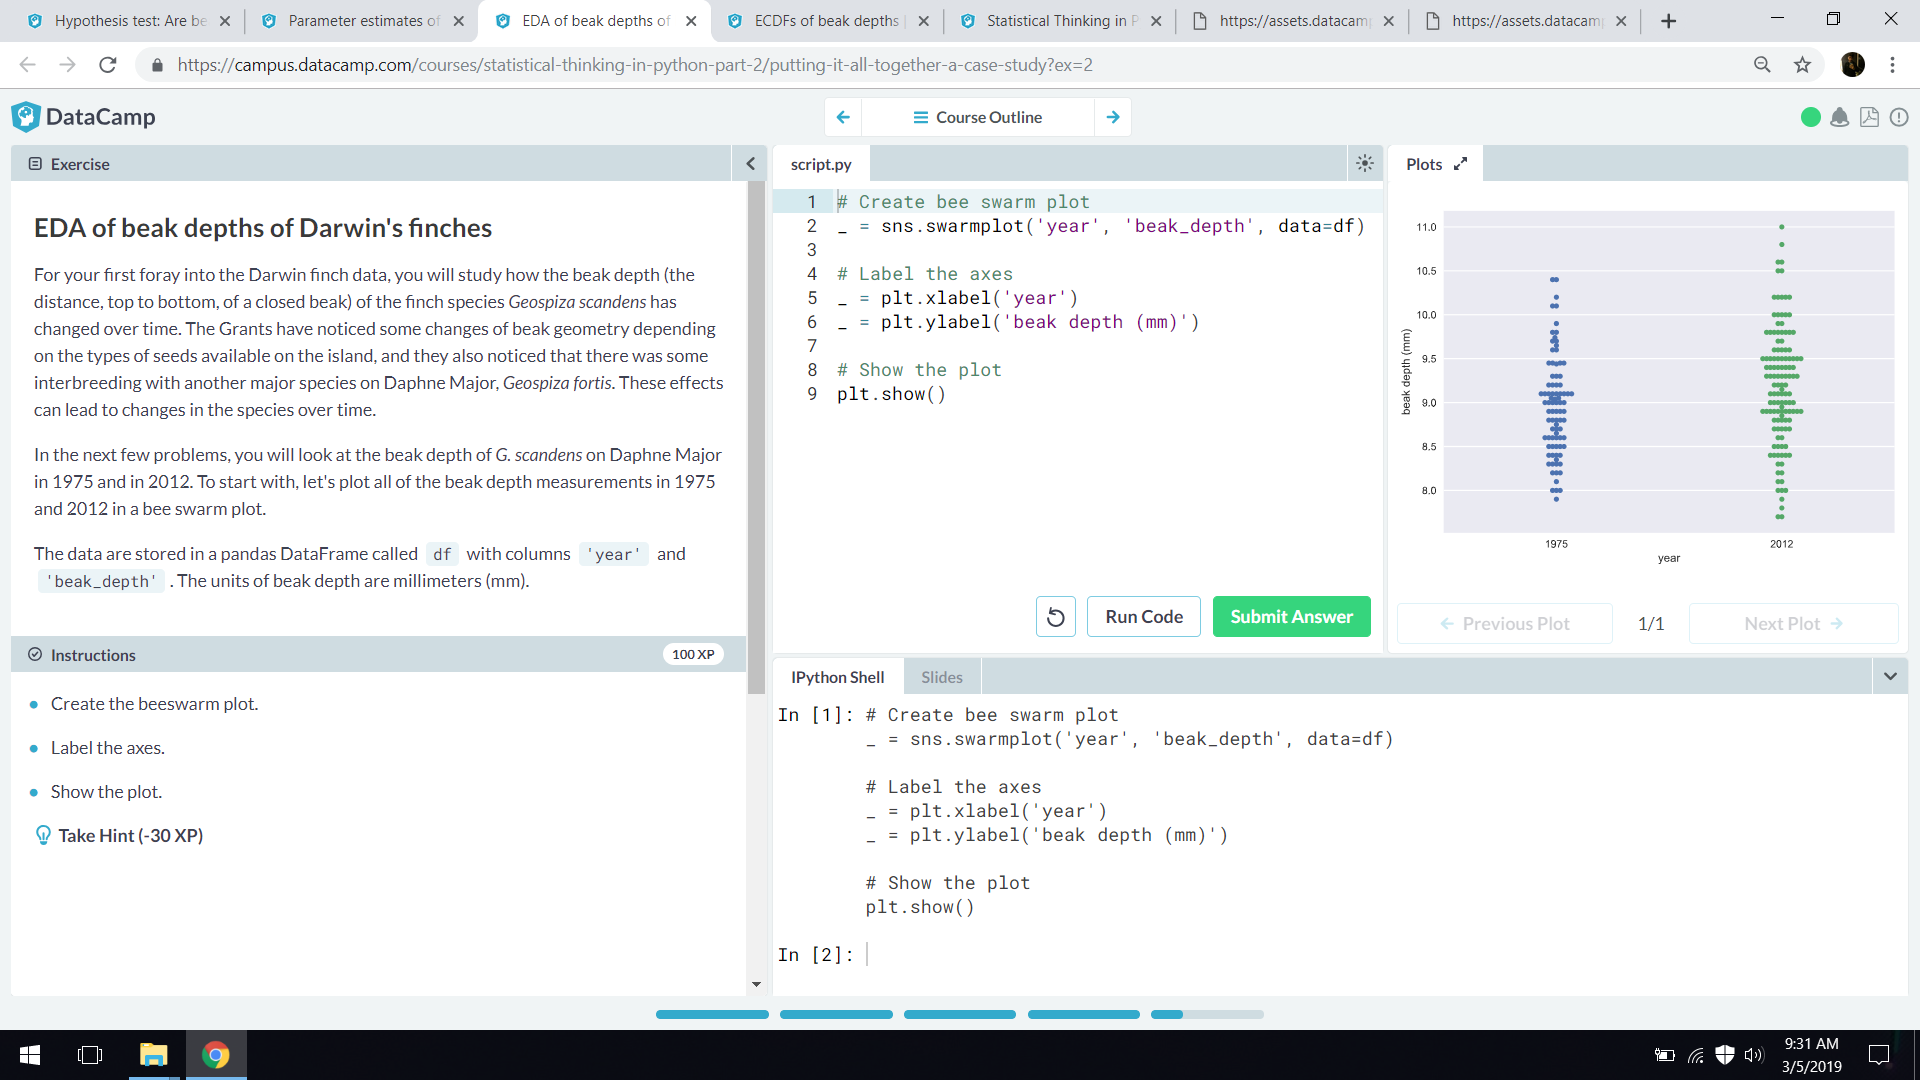 Hypothesis test: Are be
Parameter estimates of
EDA of beak depths of
ECDFs of beak depths
Statistical Thinking in P
https://assets.datacam
https://assets.datacam
https://campus.datacamp.com/courses/statistical-thinking-in-python-part-2/putting-it-all-together-a-case-study?ex=2
DataCamp
Course Outline
Exercise
EDA of beak depths of Darwin's finches
For your first foray into the Darwin finch data, you will study how the beak depth (the
distance, top to bottom, of a closed beak) of the finch species Geospiza scandens has
changed over time. The Grants have noticed some changes of beak geometry depending
on the types of seeds available on the island, and they also noticed that there was some
interbreeding with another major species on Daphne Major, Geospiza fortis. These effects
can lead to changes in the species over time.
In the next few problems, you will look at the beak depth of G. scandens on Daphne Major
in 1975 and in 2012. To start with, let's plot all of the beak depth measurements in 1975
and 2012 in a bee swarm plot.
The data are stored in a pandas DataFrame called df with columns 'year' and
'beak_depth' . The units of beak depth are millimeters (mm).
Instructions
100 XP
Create the beeswarm plot.
Label the axes.
Show the plot.
Take Hint (-30 XP)
script.py
1 # Create bee swarm plot
2 _ = sns.swarmplot('year', 'beak_depth', data=df)
3
4 # Label the axes
5 _ = plt.xlabel('year')
6 _ = plt.ylabel('beak depth (mm)')
7
8 # Show the plot
9 plt.show()
Run Code
Submit Answer
Plots
11.0
10.5
10.0
9.5
9.0
8.5
8.0
beak depth (mm)
1975
2012
year
Previous Plot
1/1
Next Plot
IPython Shell
Slides
In [1]: # Create bee swarm plot
_ = sns.swarmplot('year', 'beak_depth', data=df)
# Label the axes
_ = plt.xlabel('year')
_ = plt.ylabel('beak depth (mm)')
# Show the plot
plt.show()
In [2]:
9:31 AM
3/5/2019